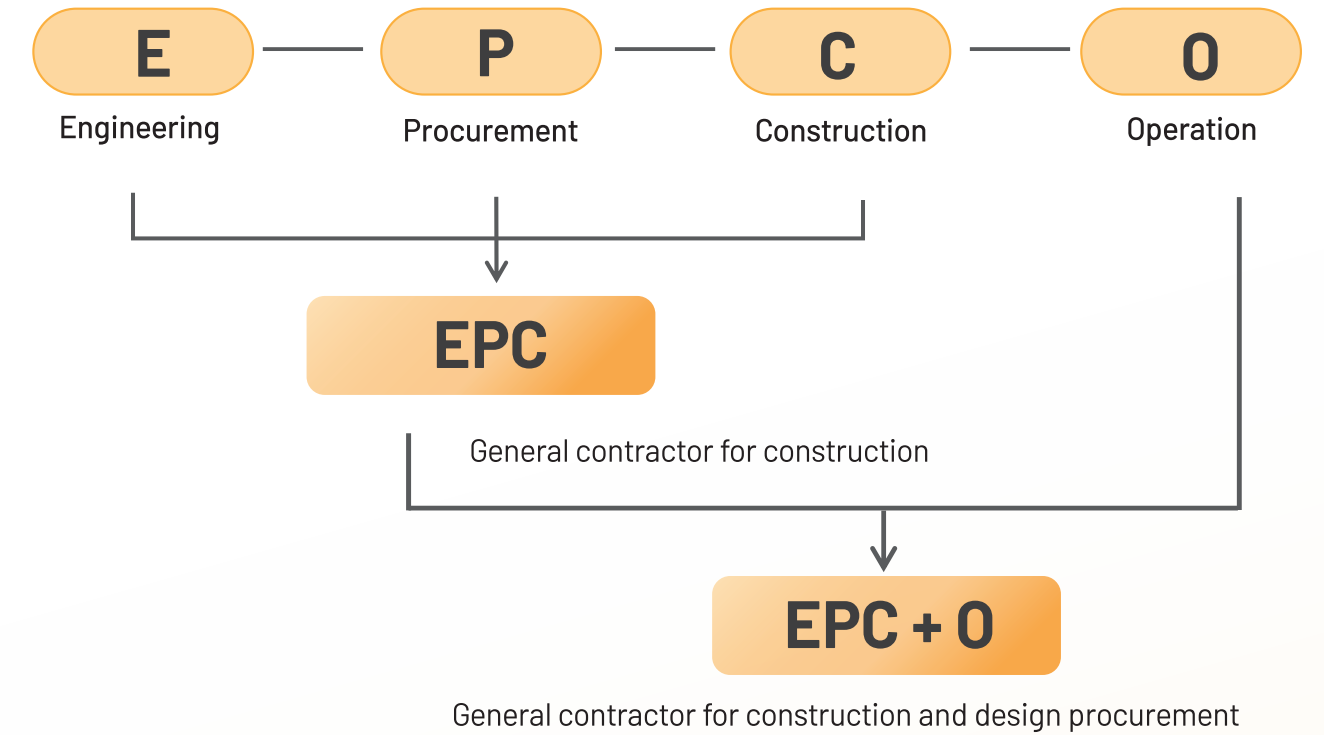 E P C O
Engineering Procurement Construction Operation
EPC
General contractor for construction
EPC + O
General contractor for construction and design procurement